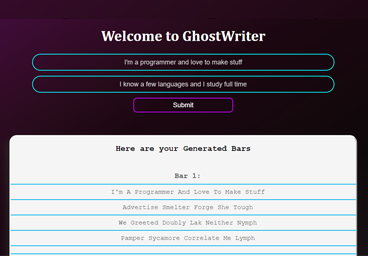 Welcome to GhostWriter
I'm a programmer and love to make stuff
I know a few languages and I study full time
Submit
Here are your Generated Bars
Bar 1:
I'm A Programmer And Love To Make Stuff
Advertise Smelter Forge She Tough
We Greeted Doubly Lak Neither Nymph
Pamper Sycamore Correlate Me Lymph